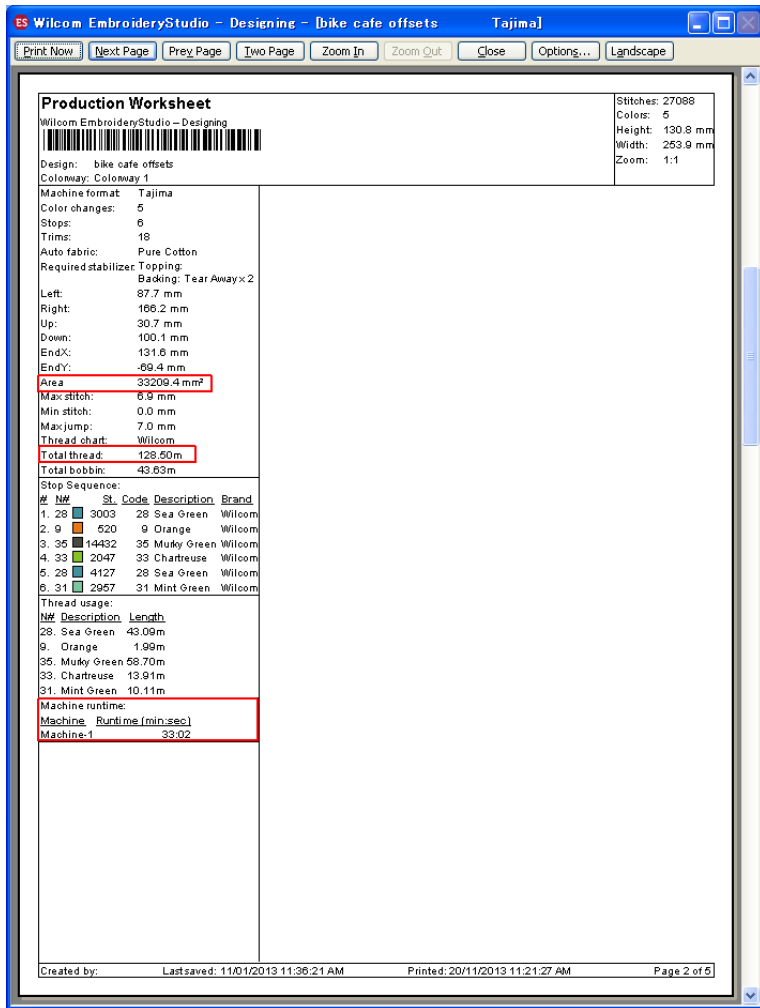 ES Wilcom EmbroideryStudio - Designing - [bike cafe offsets Tajima]
Print Now Next Page Prev Page Two Page Zoom In Zoom Out Close Options... Landscape
Production Worksheet
Wilcom EmbroideryStudio – Designing
Design: bike cafe offsets
Colorway: Colorway 1
Stitches: 27088
Colors: 5
Height: 130.8 mm
Width: 253.9 mm
Zoom: 1:1
Machine format Tajima
Color changes: 5
Stops: 6
Trims: 18
Auto fabric: Pure Cotton
Required stabilizer: Topping:
Backing: Tear Away x 2
Left: 87.7 mm
Right: 166.2 mm
Up: 30.7 mm
Down: 100.1 mm
EndX: 131.6 mm
EndY: -69.4 mm
Area 33209.4 mm²
Max stitch: 6.9 mm
Min stitch: 0.0 mm
Max jump: 7.0 mm
Thread chart: Wilcom
Total thread: 128.50m
Total bobbin: 43.63m
Stop Sequence:
# N# St. Code Description Brand
1. 28 3003 28 Sea Green Wilcom
2. 9 520 9 Orange Wilcom
3. 35 14432 35 Murky Green Wilcom
4. 33 2047 33 Chartreuse Wilcom
5. 28 4127 28 Sea Green Wilcom
6. 31 2957 31 Mint Green Wilcom
Thread usage:
N# Description Length
28. Sea Green 43.09m
9. Orange 1.99m
35. Murky Green 58.70m
33. Chartreuse 13.91m
31. Mint Green 10.11m
Machine runtime:
Machine Runtime (min:sec)
Machine-1 33:02
Created by: Last saved: 11/01/2013 11:36:21 AM Printed: 20/11/2013 11:21:27 AM Page 2 of 5